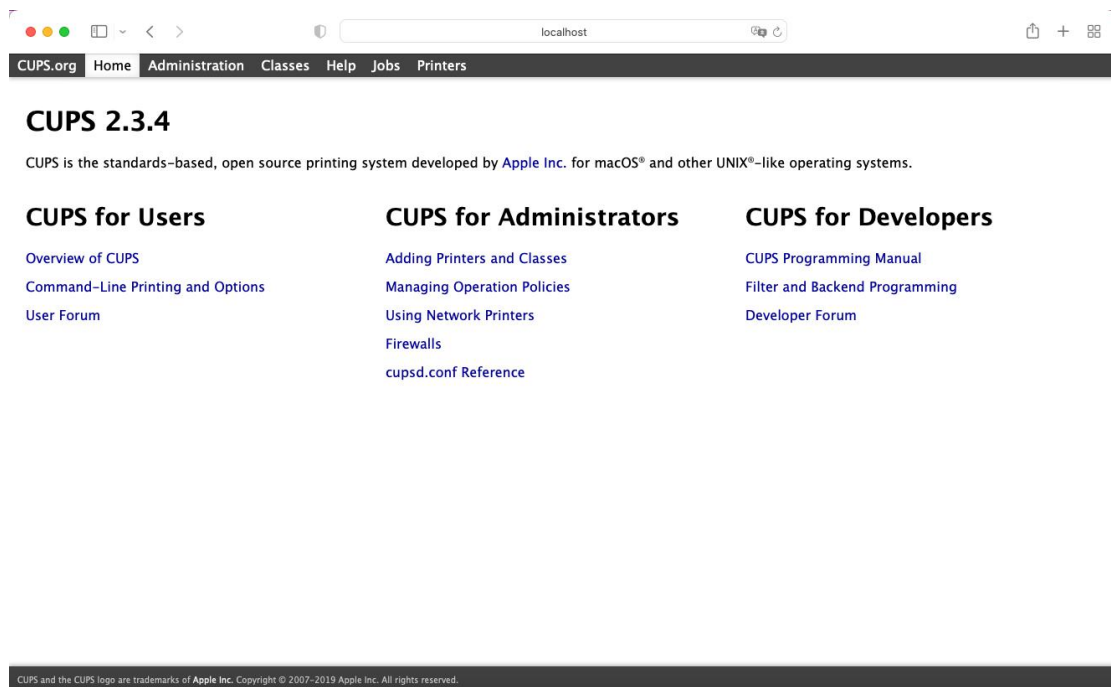 localhost
CUPS.org Home Administration Classes Help Jobs Printers
CUPS 2.3.4
CUPS is the standards-based, open source printing system developed by Apple Inc. for macOS® and other UNIX®-like operating systems.
CUPS for Users
Overview of CUPS
Command-Line Printing and Options
User Forum
CUPS for Administrators
Adding Printers and Classes
Managing Operation Policies
Using Network Printers
Firewalls
cupsd.conf Reference
CUPS for Developers
CUPS Programming Manual
Filter and Backend Programming
Developer Forum
CUPS and the CUPS logo are trademarks of Apple Inc. Copyright © 2007-2019 Apple Inc. All rights reserved.